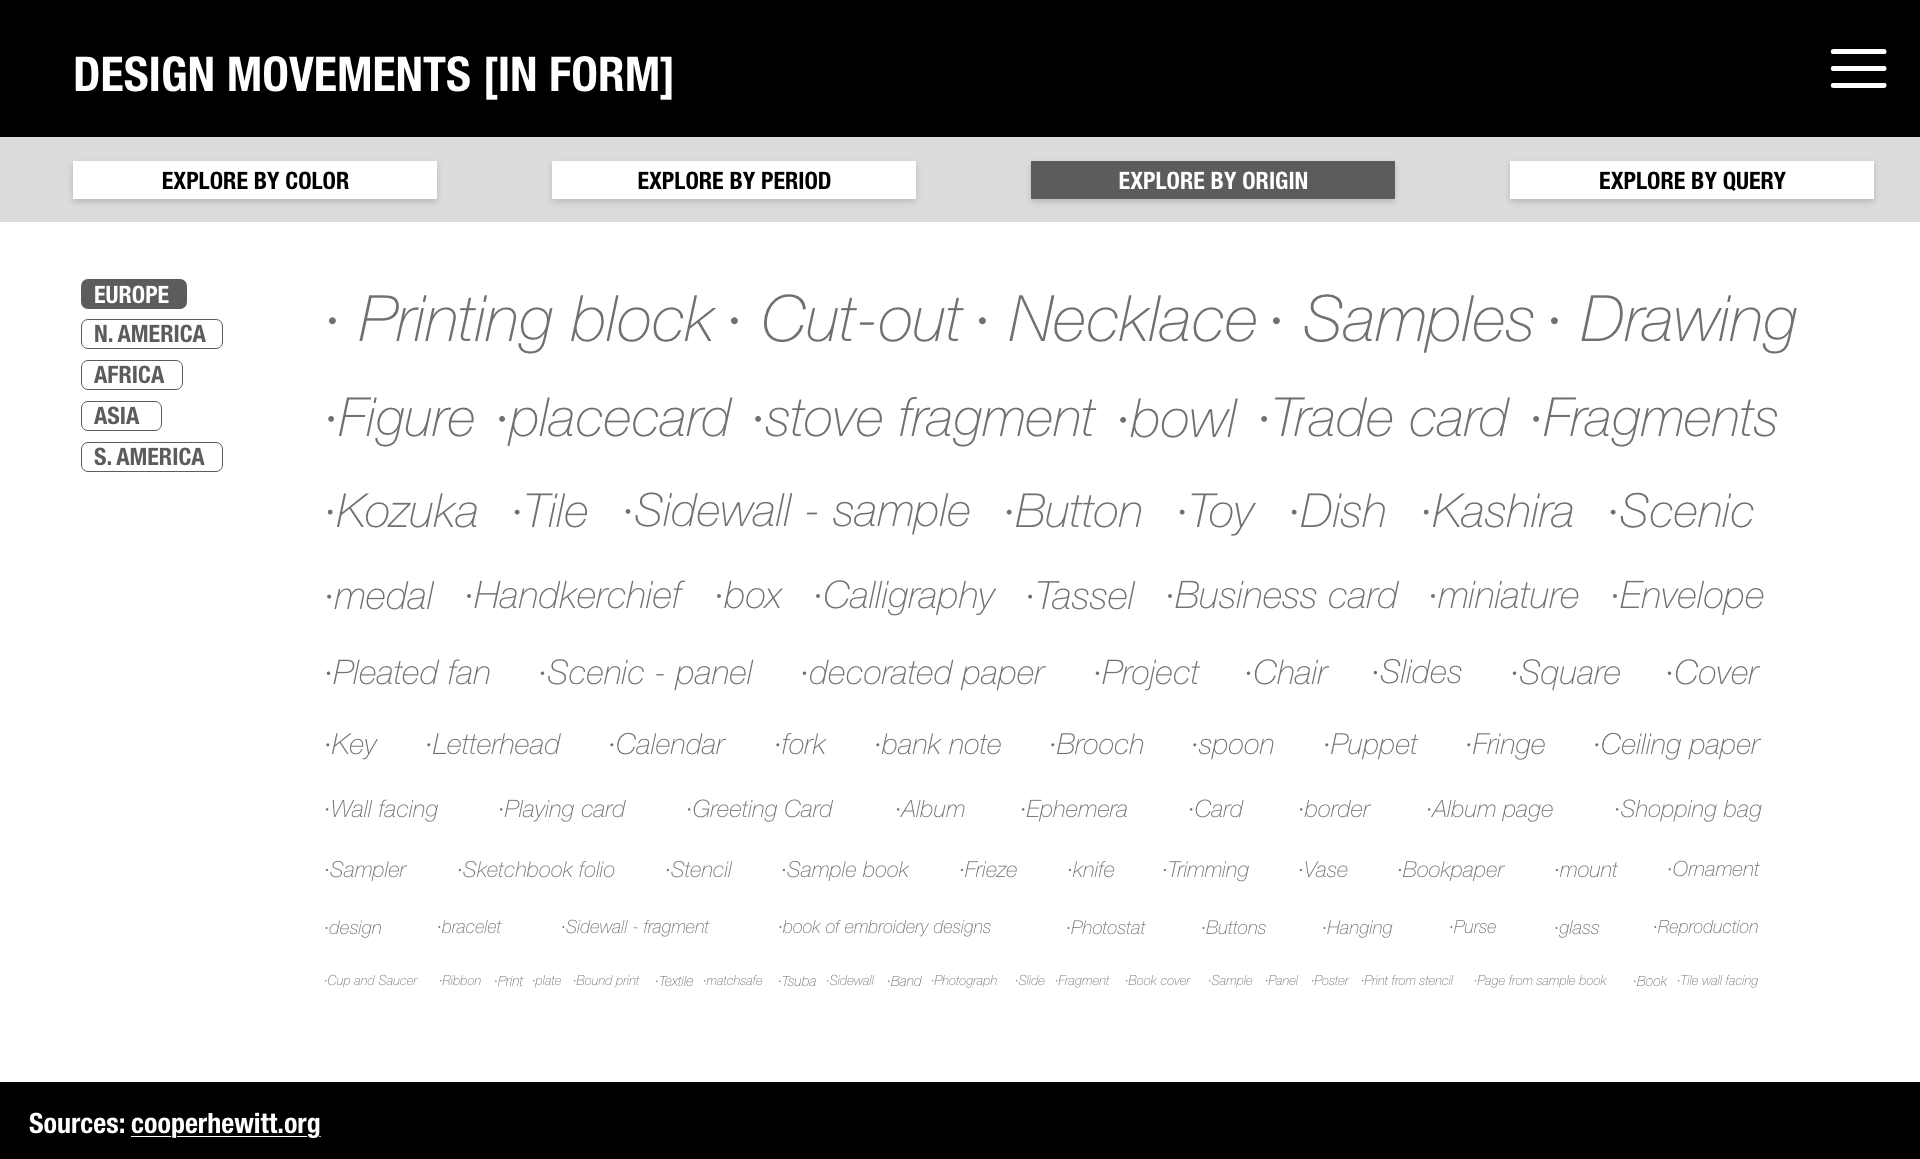 DESIGN MOVEMENTS [IN FORM]
EXPLORE BY COLOR EXPLORE BY PERIOD EXPLORE BY ORIGIN EXPLORE BY QUERY
EUROPE
N. AMERICA
AFRICA
ASIA
S. AMERICA
· Printing block · Cut-out · Necklace · Samples · Drawing
·Figure ·placecard ·stove fragment ·bowl ·Trade card ·Fragments
·Kozuka ·Tile ·Sidewall - sample ·Button ·Toy ·Dish ·Kashira ·Scenic
·medal ·Handkerchief ·box ·Calligraphy ·Tassel ·Business card ·miniature ·Envelope
·Pleated fan ·Scenic - panel ·decorated paper ·Project ·Chair ·Slides ·Square ·Cover
·Key ·Letterhead ·Calendar ·fork ·bank note ·Brooch ·spoon ·Puppet ·Fringe ·Ceiling paper
·Wall facing ·Playing card ·Greeting Card ·Album ·Ephemera ·Card ·border ·Album page ·Shopping bag
·Sampler ·Sketchbook folio ·Stencil ·Sample book ·Frieze ·knife ·Trimming ·Vase ·Bookpaper ·mount ·Ornament
·design ·bracelet ·Sidewall - fragment ·book of embroidery designs ·Photostat ·Buttons ·Hanging ·Purse ·glass ·Reproduction
·Cup and Saucer ·Ribbon ·Print ·plate ·Bound print ·Textile ·matchsafe ·Tsuba ·Sidewall ·Band ·Photograph ·Slide ·Fragment ·Book cover ·Sample ·Panel ·Poster ·Print from stencil ·Page from sample book ·Book ·Tile wall facing
Sources: cooperhewitt.org